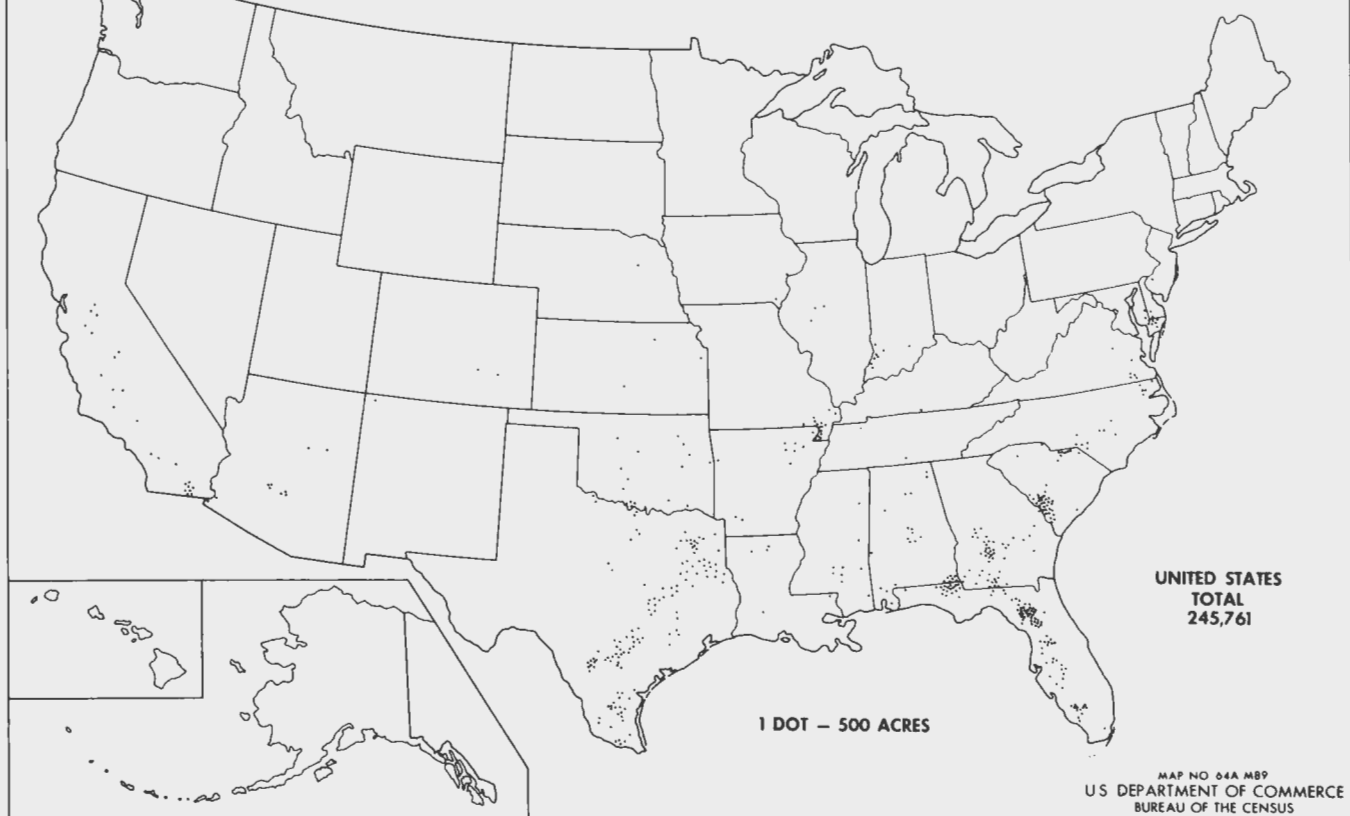 UNITED STATES
TOTAL
245,761
1 DOT – 500 ACRES
MAP NO 64A M89
U S DEPARTMENT OF COMMERCE
BUREAU OF THE CENSUS